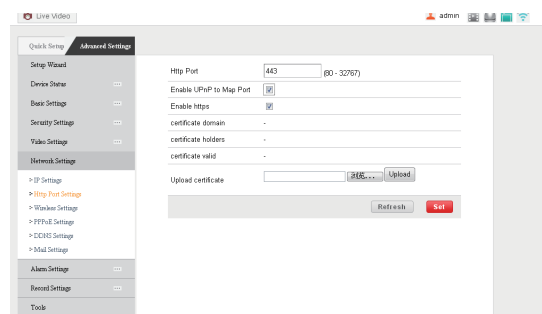 Live Video
admin
Quick Setup
Advanced Settings
Setup Wizard
Device Status
Basic Settings
Security Settings
Video Settings
Network Settings
> IP Settings
> Http Port Settings
> Wireless Settings
> PPPoE Settings
> DDNS Settings
> Mail Settings
Alarm Settings
Record Settings
Tools
Http Port 443 (80 - 32767)
Enable UPnP to Map Port
Enable https
certificate domain -
certificate holders -
certificate valid -
Upload certificate 浏览... Upload
Refresh Set